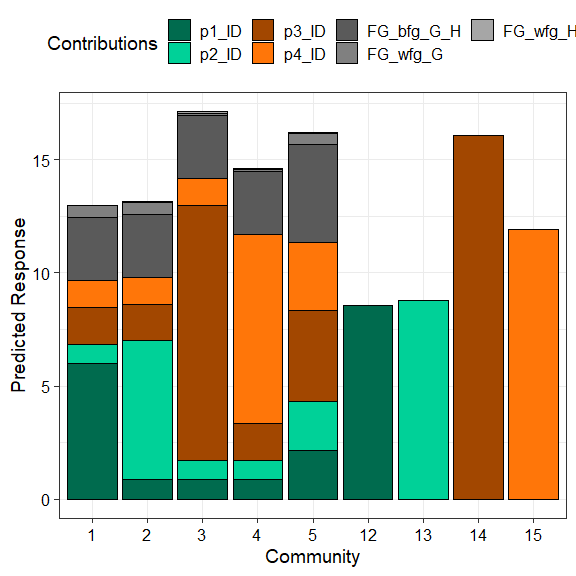 Contributions
p1_ID p3_ID FG_bfg_G_H FG_wfg_H
p2_ID p4_ID FG_wfg_G
Predicted Response
15
10
5
0
1 2 3 4 5 12 13 14 15
Community